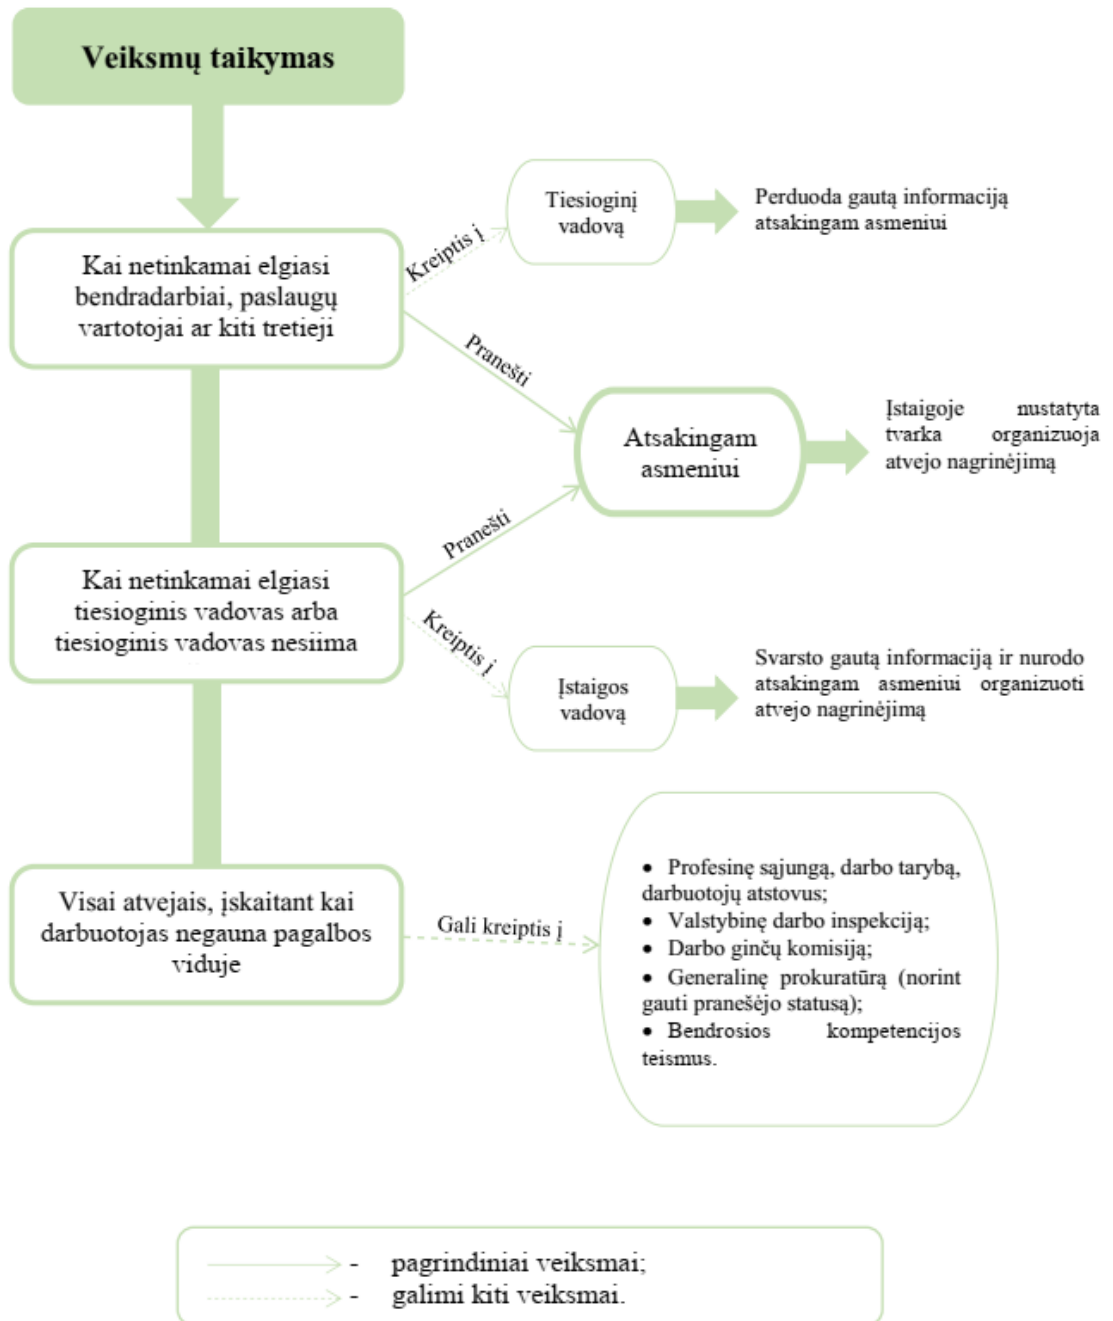 Veiksmų taikymas
Kai netinkamai elgiasi
bendradarbiai, paslaugų
vartotojai ar kiti tretieji
Kreiptis į
Tiesioginį
vadovą
Perduoda gautą informaciją
atsakingam asmeniui
Pranešti
Atsakingam
asmeniui
Įstaigoje nustatyta
tvarka organizuoja
atvejo nagrinėjimą
Pranešti
Kai netinkamai elgiasi
tiesioginis vadovas arba
tiesioginis vadovas nesiima
Kreiptis į
Įstaigos
vadovą
Svarsto gautą informaciją ir nurodo
atsakingam asmeniui organizuoti
atvejo nagrinėjimą
Visai atvejais, įskaitant kai
darbuotojas negauna pagalbos
viduje
Gali kreiptis į
• Profesinę sąjungą, darbo tarybą,
darbuotojų atstovus;
• Valstybinę darbo inspekciją;
• Darbo ginčų komisiją;
• Generalinę prokuratūrą (norint
gauti pranešėjo statusą);
• Bendrosios kompetencijos
teismus.
- pagrindiniai veiksmai;
- galimi kiti veiksmai.